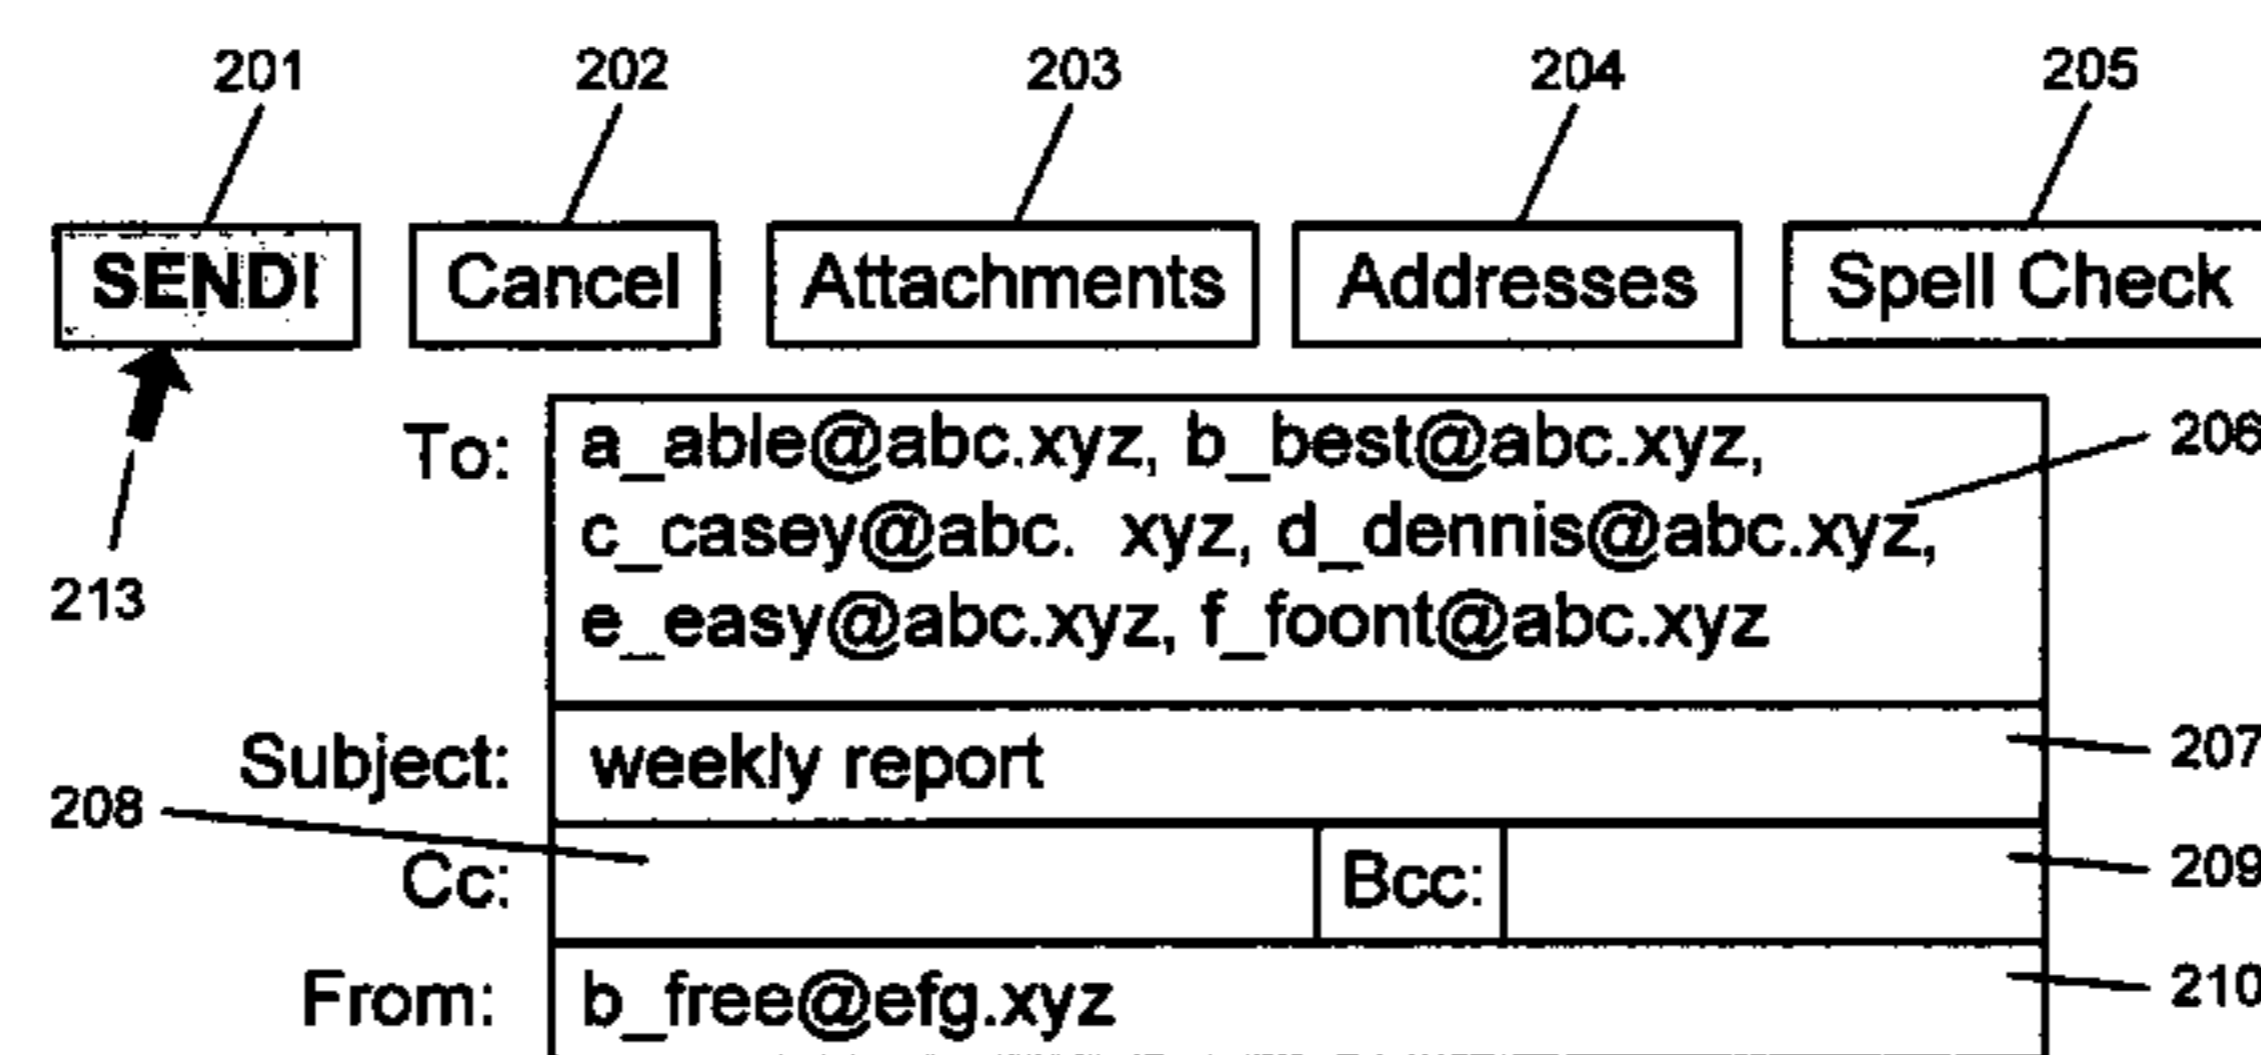 201 202 203 204 205
SENDI Cancel Attachments Addresses Spell Check
To: a_able@abc.xyz, b_best@abc.xyz, 206
c_casey@abc. xyz, d_dennis@abc.xyz,
213 e_easy@abc.xyz, f_foont@abc.xyz
Subject: weekly report 207
208
Cc: Bcc: 209
From: b_free@efg.xyz 210